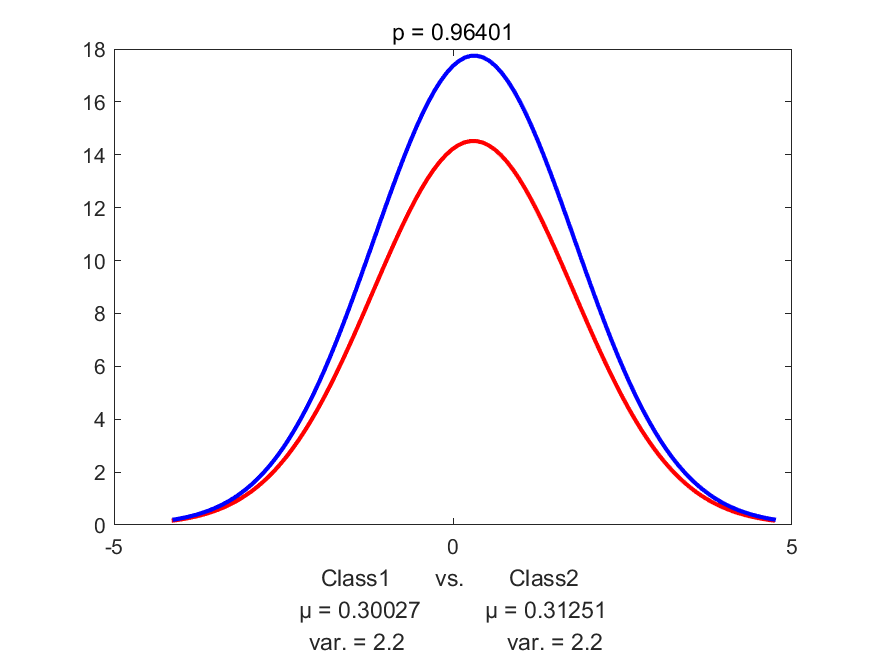 p = 0.96401
18
16
14
12
10
8
6
4
2
0
-5 0 5
Class1 vs. Class2
μ = 0.30027 μ = 0.31251
var. = 2.2 var. = 2.2